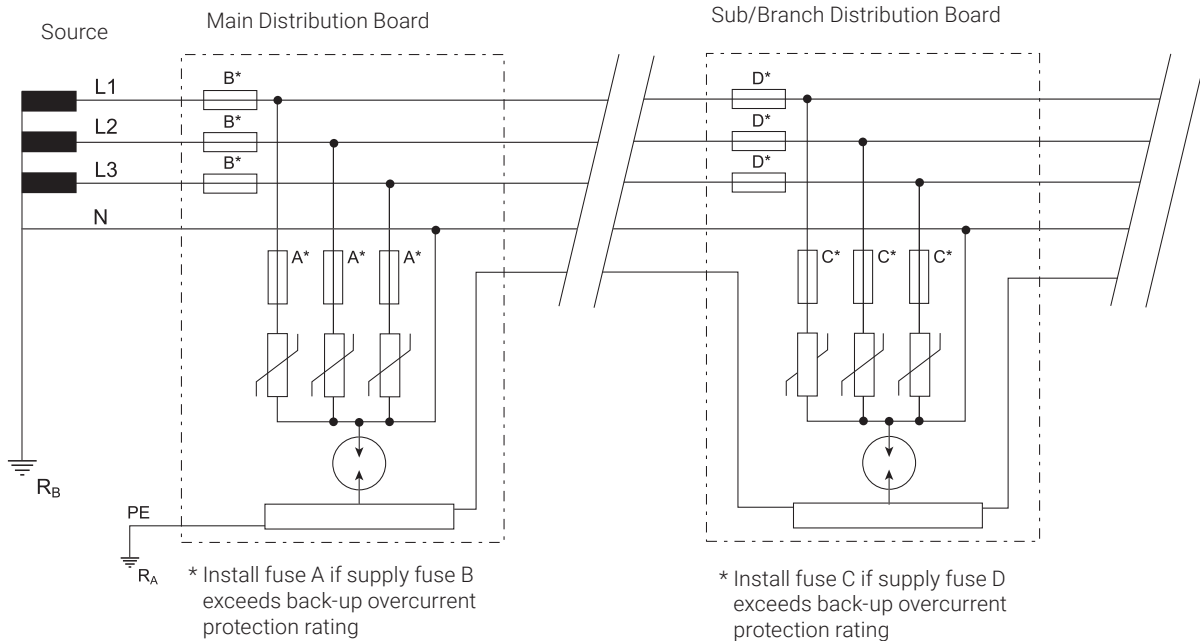 Source
Main Distribution Board
Sub/Branch Distribution Board
L1
B*
D*
L2
B*
D*
L3
B*
D*
N
A*
A*
A*
C*
C*
C*
R_B
PE
R_A
* Install fuse A if supply fuse B
exceeds back-up overcurrent
protection rating
* Install fuse C if supply fuse D
exceeds back-up overcurrent
protection rating